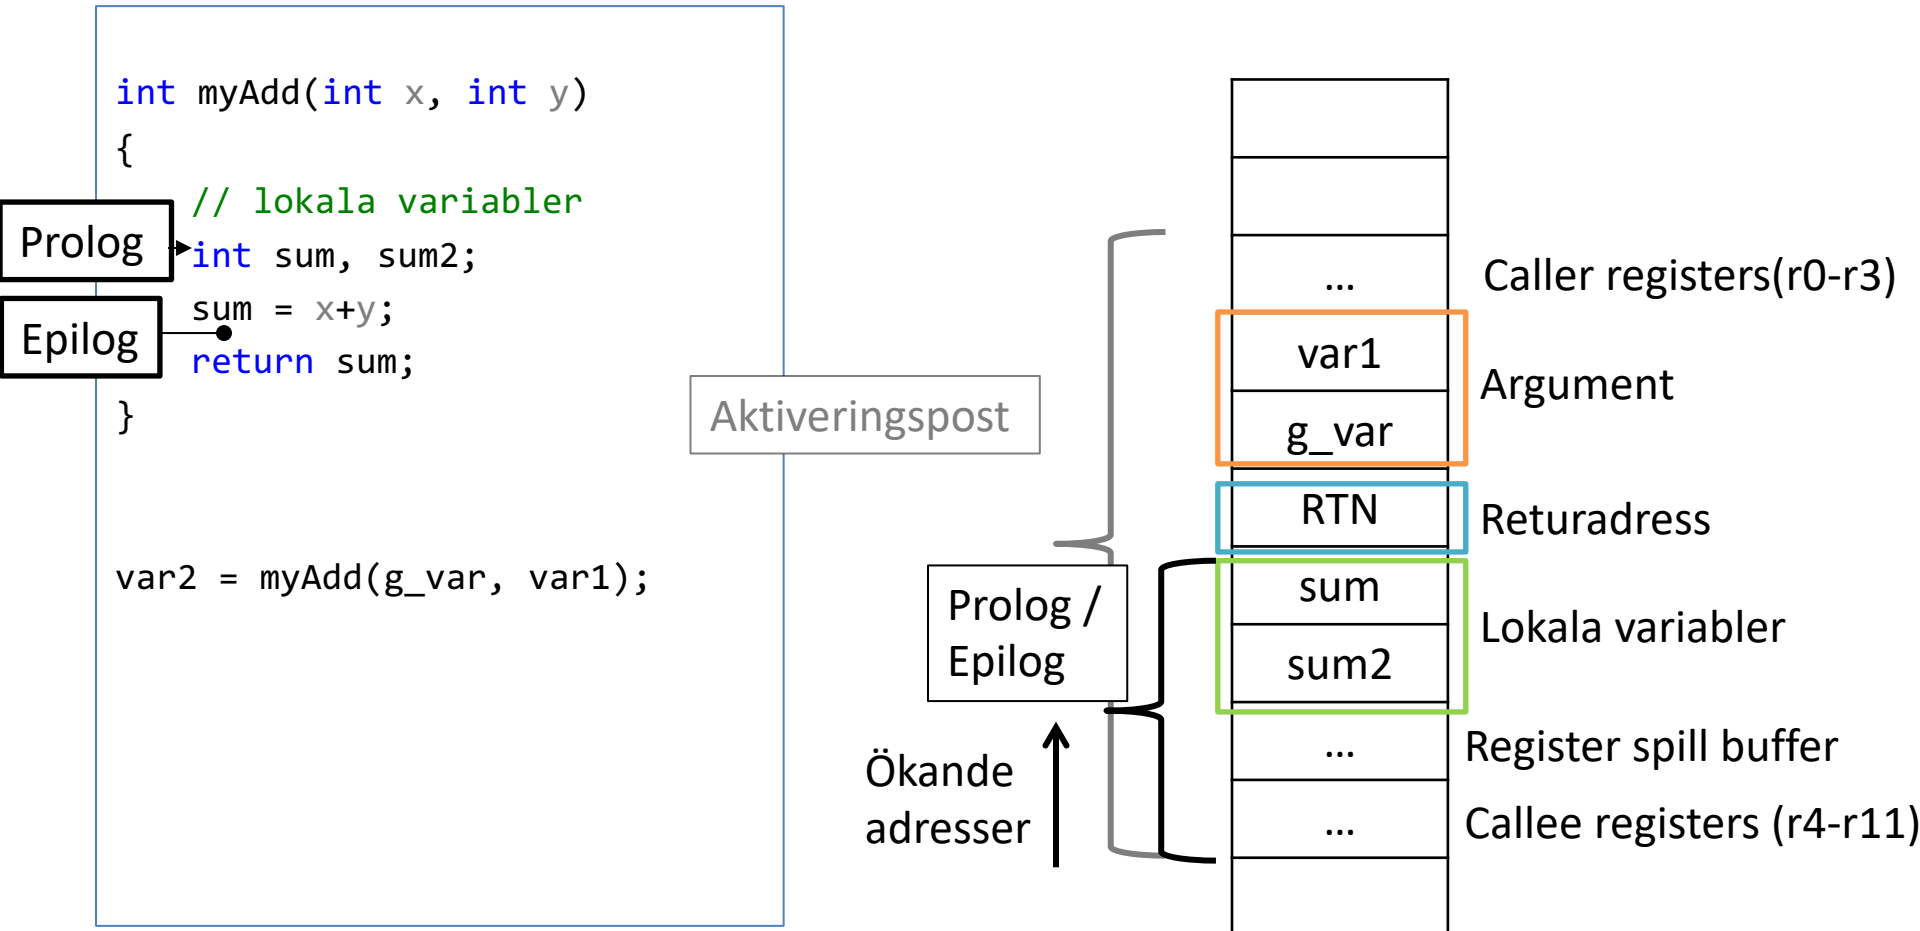 int myAdd(int x, int y)
{
// lokala variabler
int sum, sum2;
sum = x+y;
return sum;
}
var2 = myAdd(g_var, var1);
Prolog
Epilog
Aktiveringspost
Prolog /
Epilog
Ökande
adresser
...
Caller registers(r0-r3)
var1
g_var
Argument
RTN
Returadress
sum
sum2
Lokala variabler
...
Register spill buffer
...
Callee registers (r4-r11)